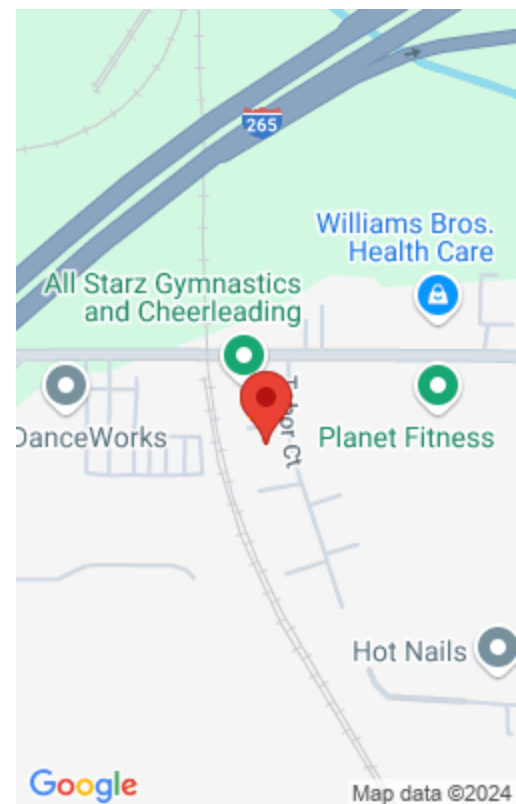 265
Williams Bros.
Health Care
All Starz Gymnastics
and Cheerleading
DanceWorks
Planet Fitness
Ct
Hot Nails
Google
Map data ©2024